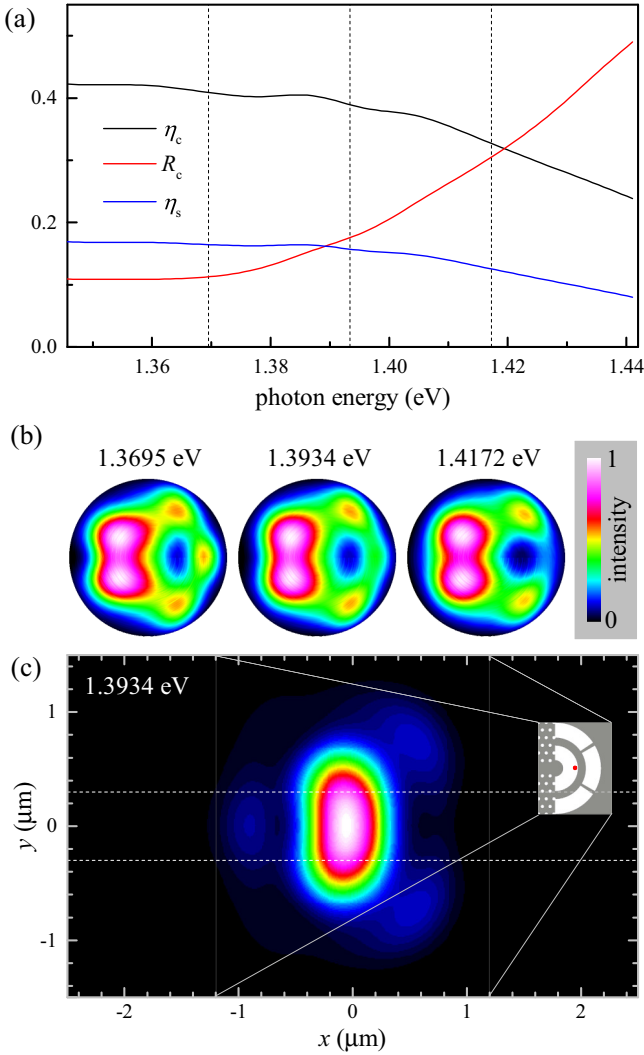 (a)
0.4
0.2
0.0
η_c
R_c
η_s
1.36 1.38 1.40 1.42 1.44
photon energy (eV)
(b)
1.3695 eV 1.3934 eV 1.4172 eV
1
intensity
0
(c)
1.3934 eV
1
0
-1
y (μm)
-2 -1 0 1 2
x (μm)